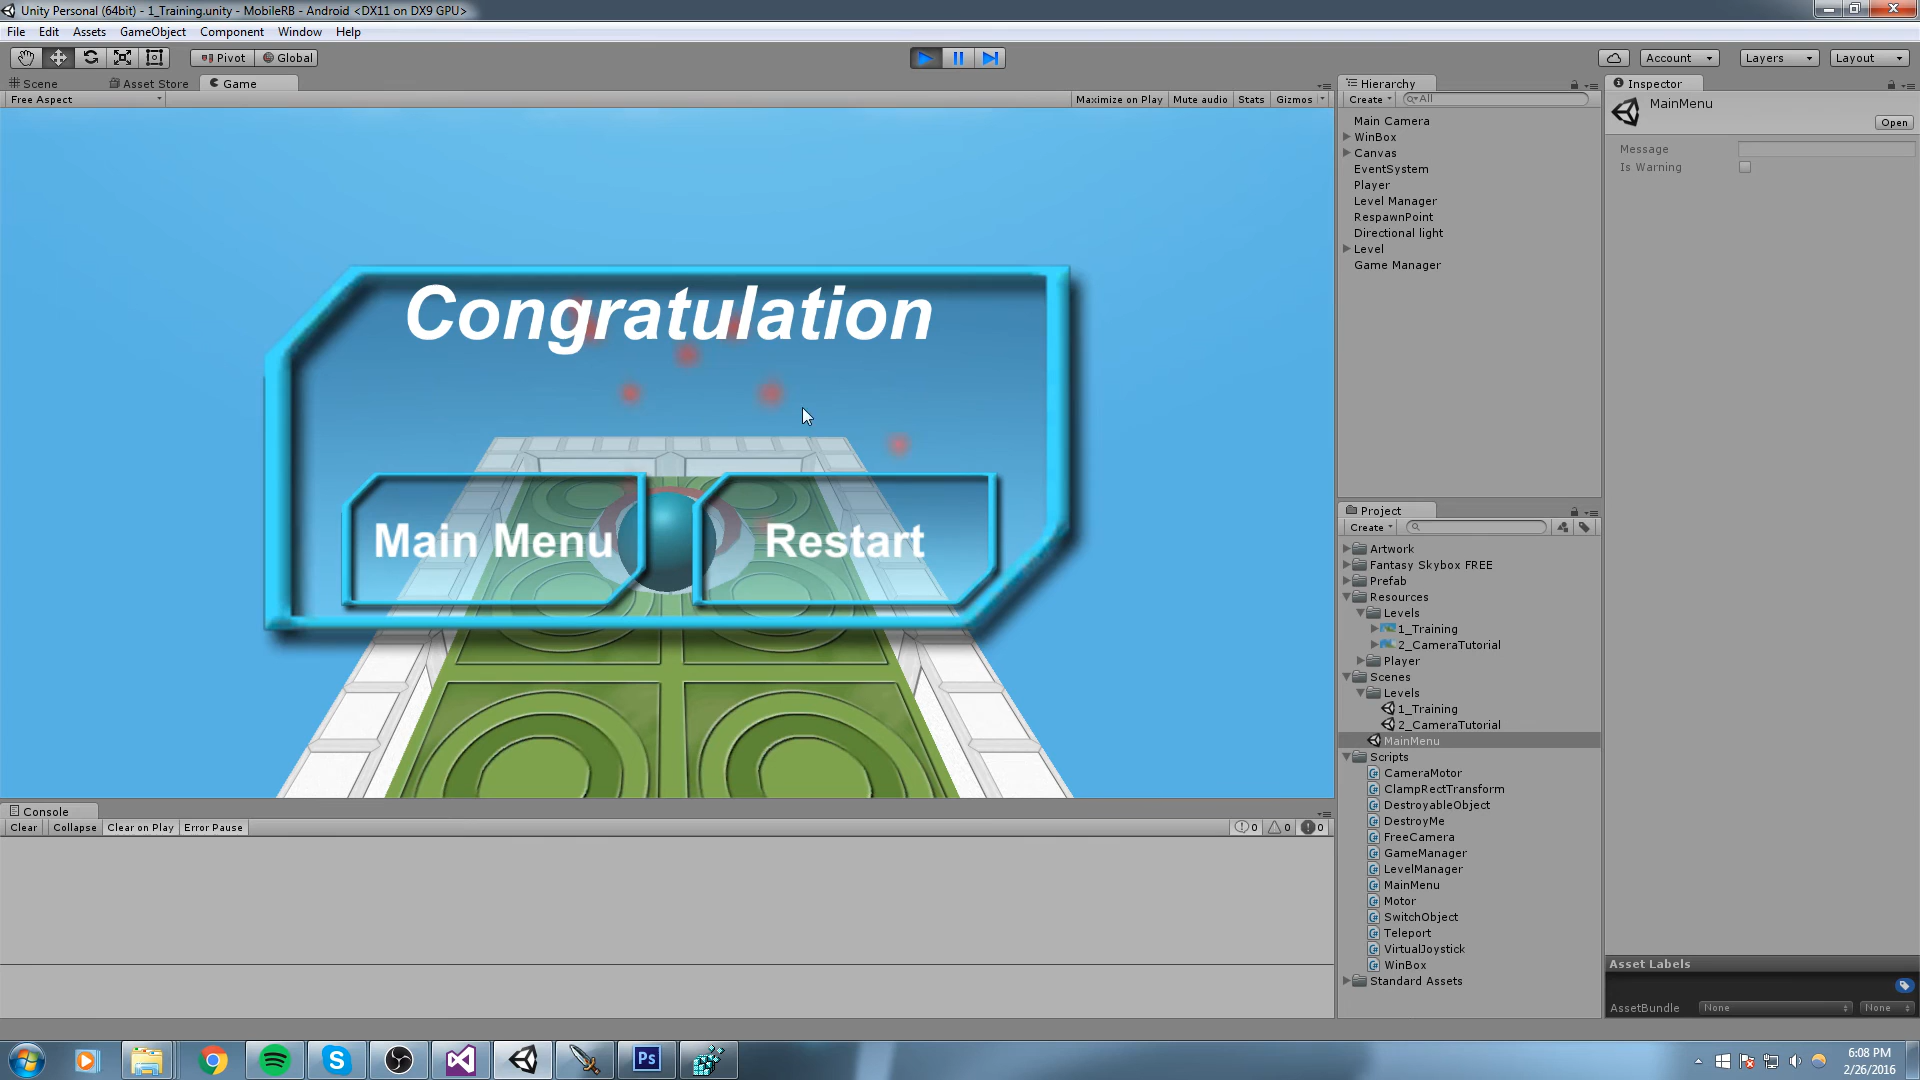 Unity Personal (64bit) - 1_Training.unity - MobileRB - Android <DX11 on DX9 GPU>
File Edit Assets GameObject Component Window Help
Pivot Global Account Layers Layout
Scene Asset Store Game
Free Aspect Maximize on Play Mute audio Stats Gizmos
Congratulation
Main Menu Restart
Console
Clear Collapse Clear on Play Error Pause 0 0 0
Hierarchy
Create All
Main Camera
WinBox
Canvas
EventSystem
Player
Level Manager
RespawnPoint
Directional light
Level
Game Manager
Project
Create
Artwork
Fantasy Skybox FREE
Prefab
Resources
Levels
1_Training
2_CameraTutorial
Player
Scenes
Levels
1_Training
2_CameraTutorial
MainMenu
Scripts
CameraMotor
ClampRectTransform
DestroyableObject
DestroyMe
FreeCamera
GameManager
LevelManager
MainMenu
Motor
SwitchObject
Teleport
VirtualJoystick
WinBox
Standard Assets
Inspector
MainMenu
Open
Message
Is Warning
Asset Labels
AssetBundle None None
Ps
6:08 PM
2/26/2016